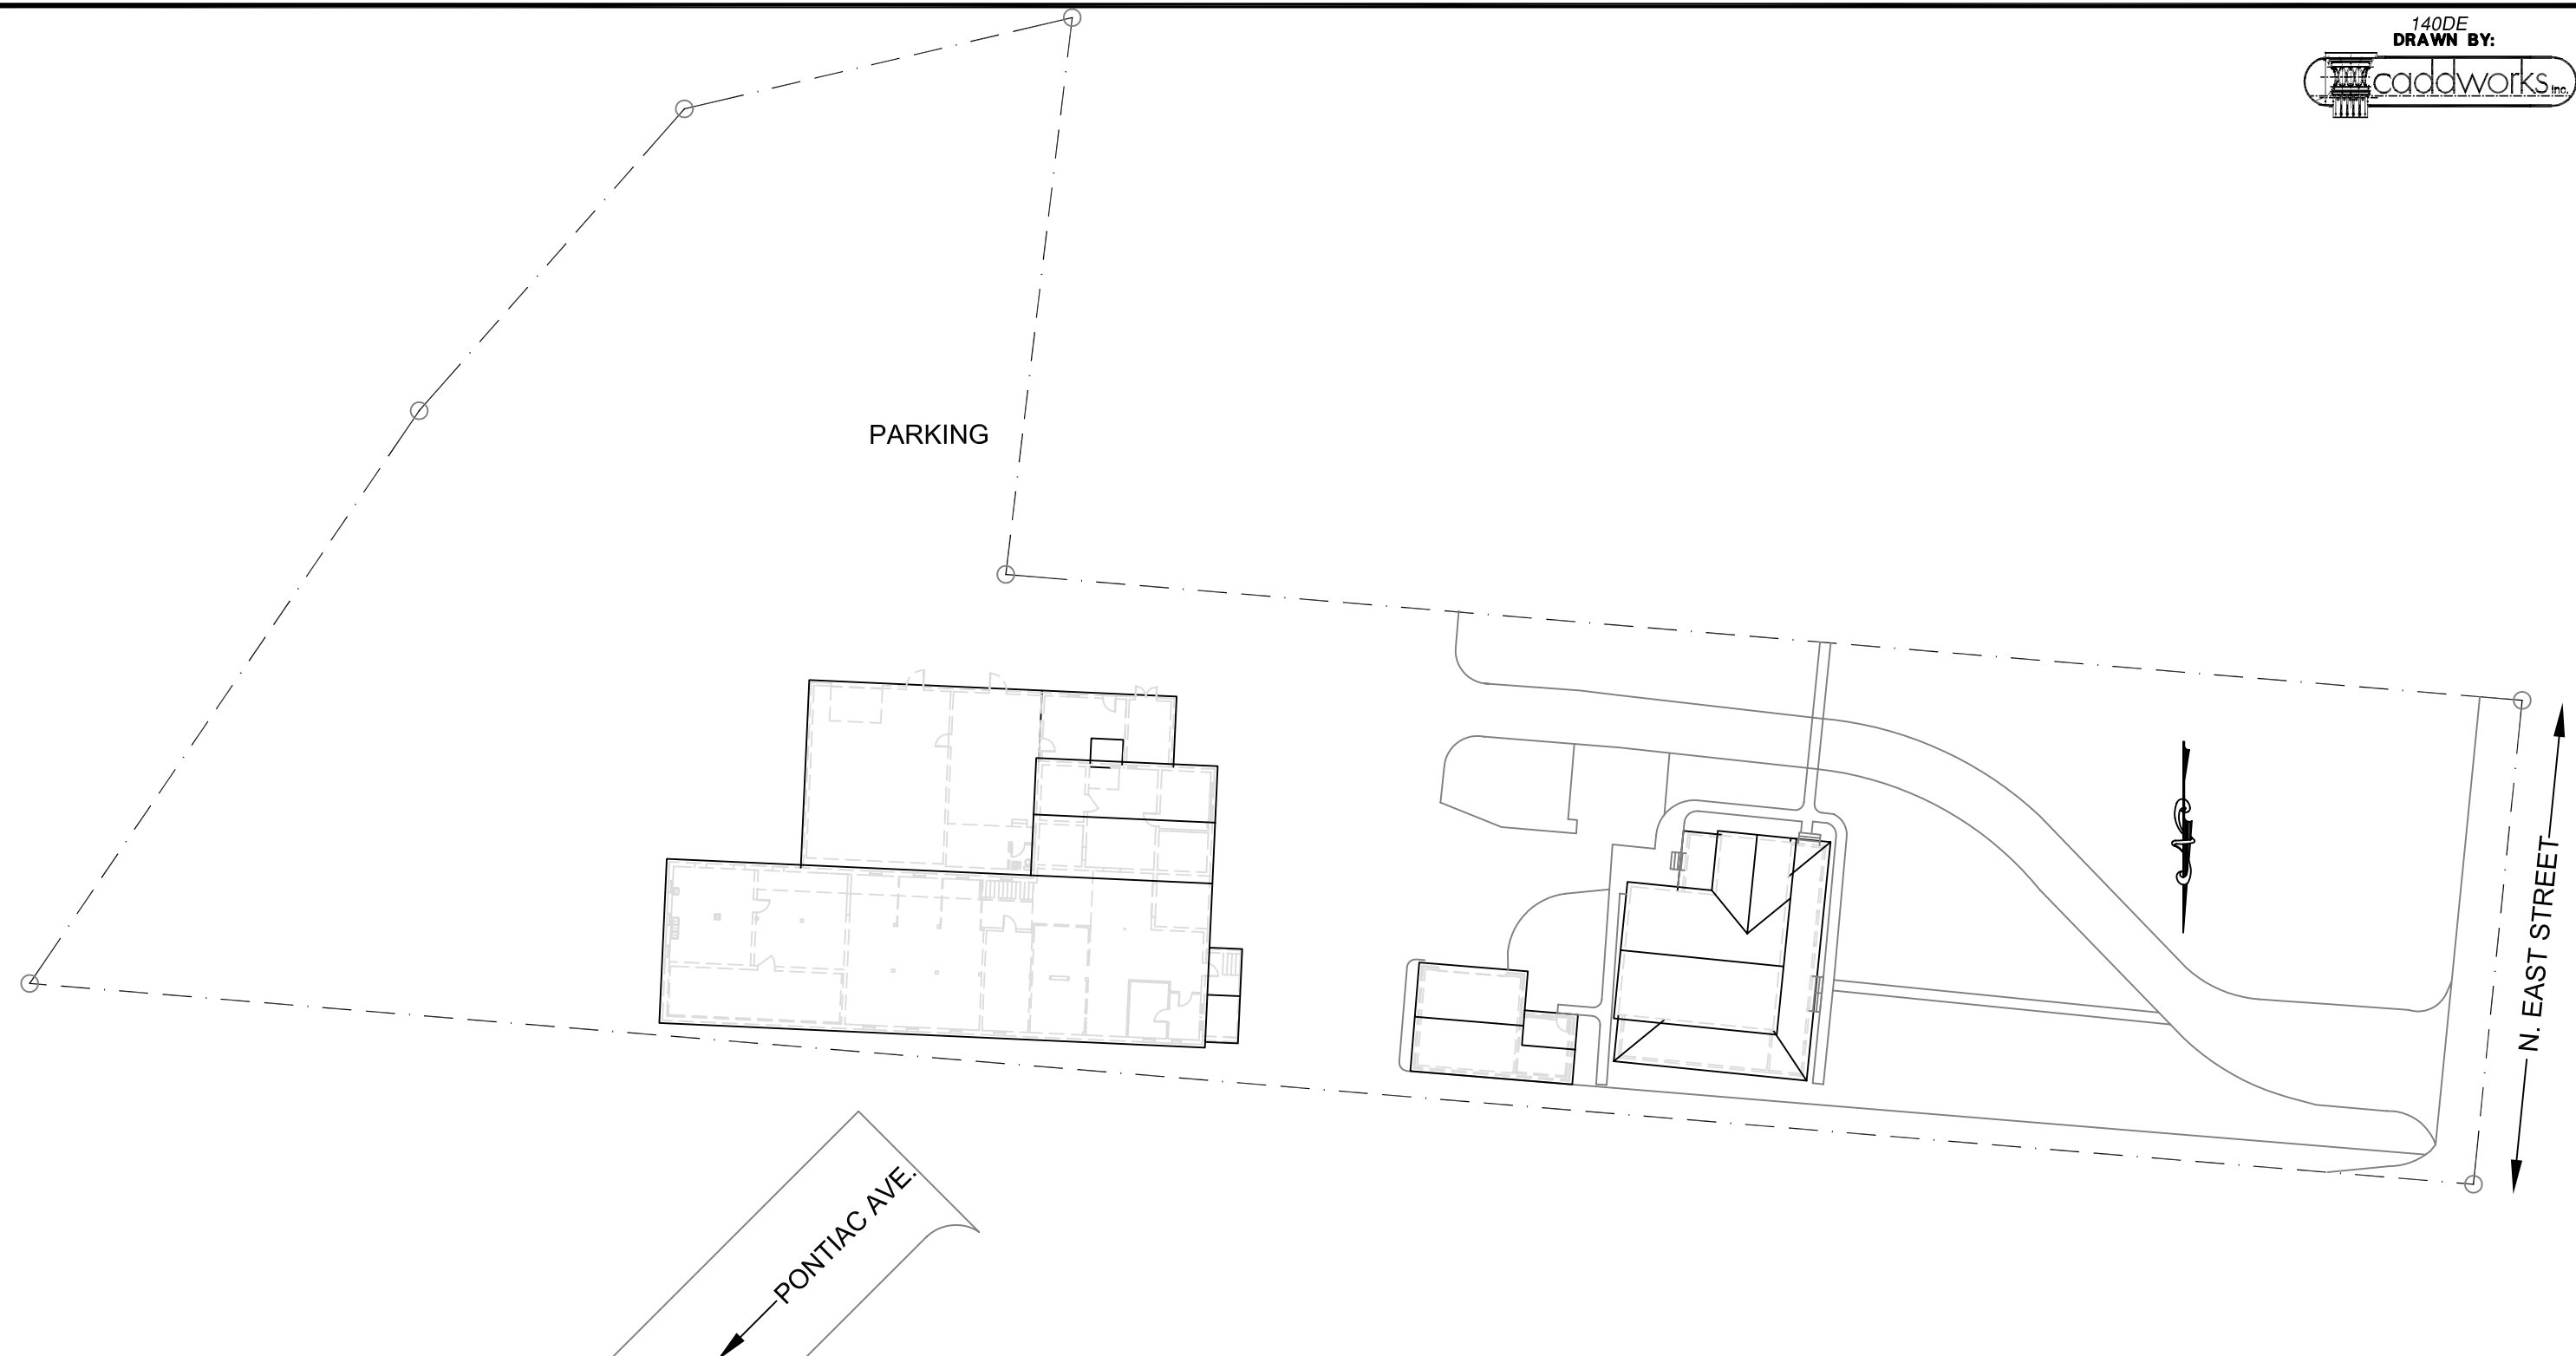 140DE
DRAWN BY:
caddworks inc.
PARKING
N. EAST STREET
PONTIAC AVE.